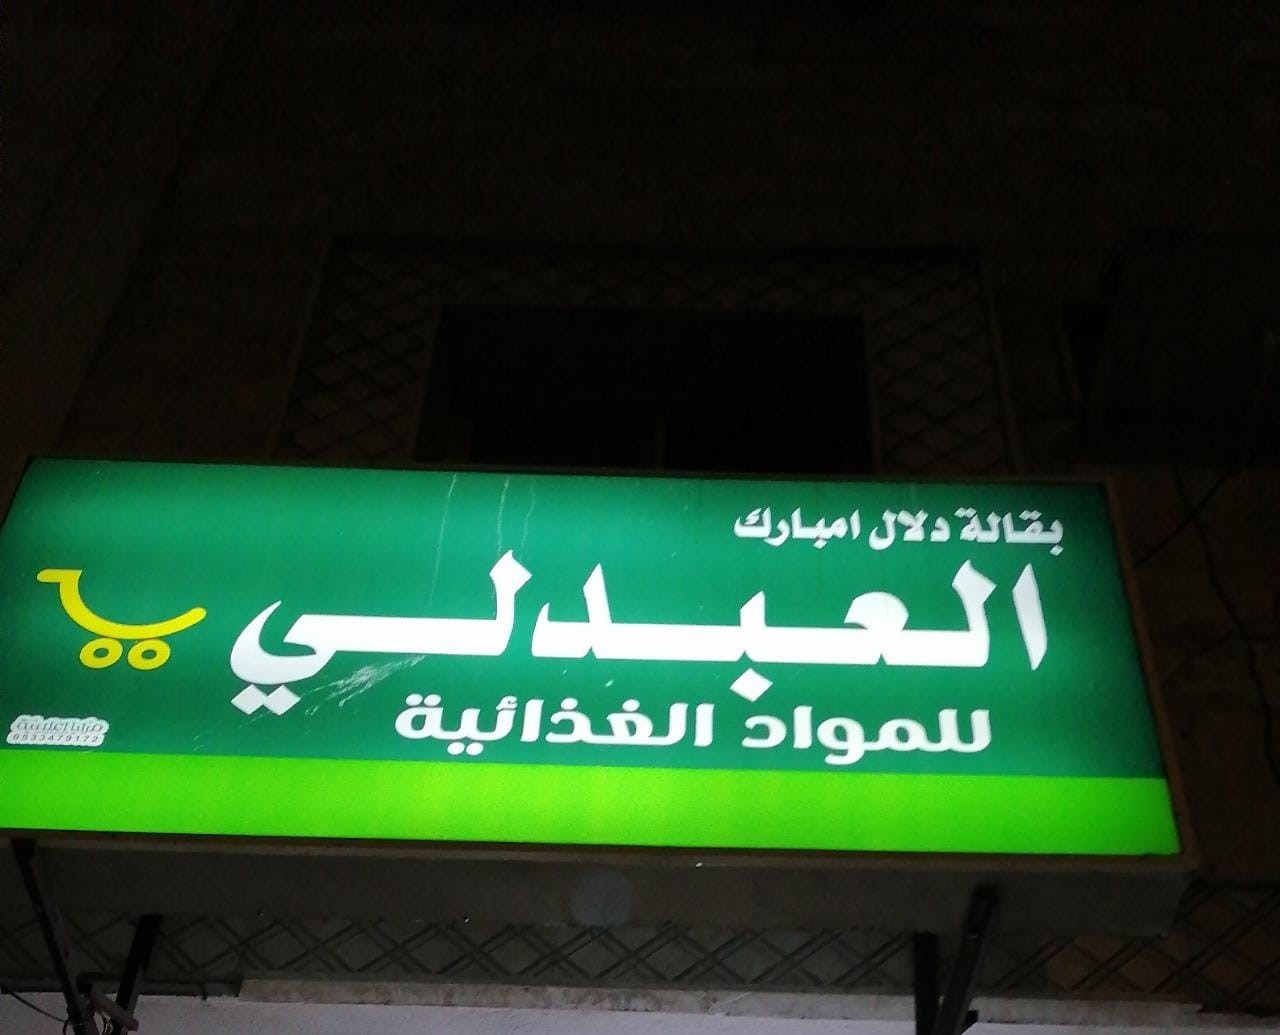 بقالة دلال امبارك
العبدلي
للمواد الغذائية
0533479172